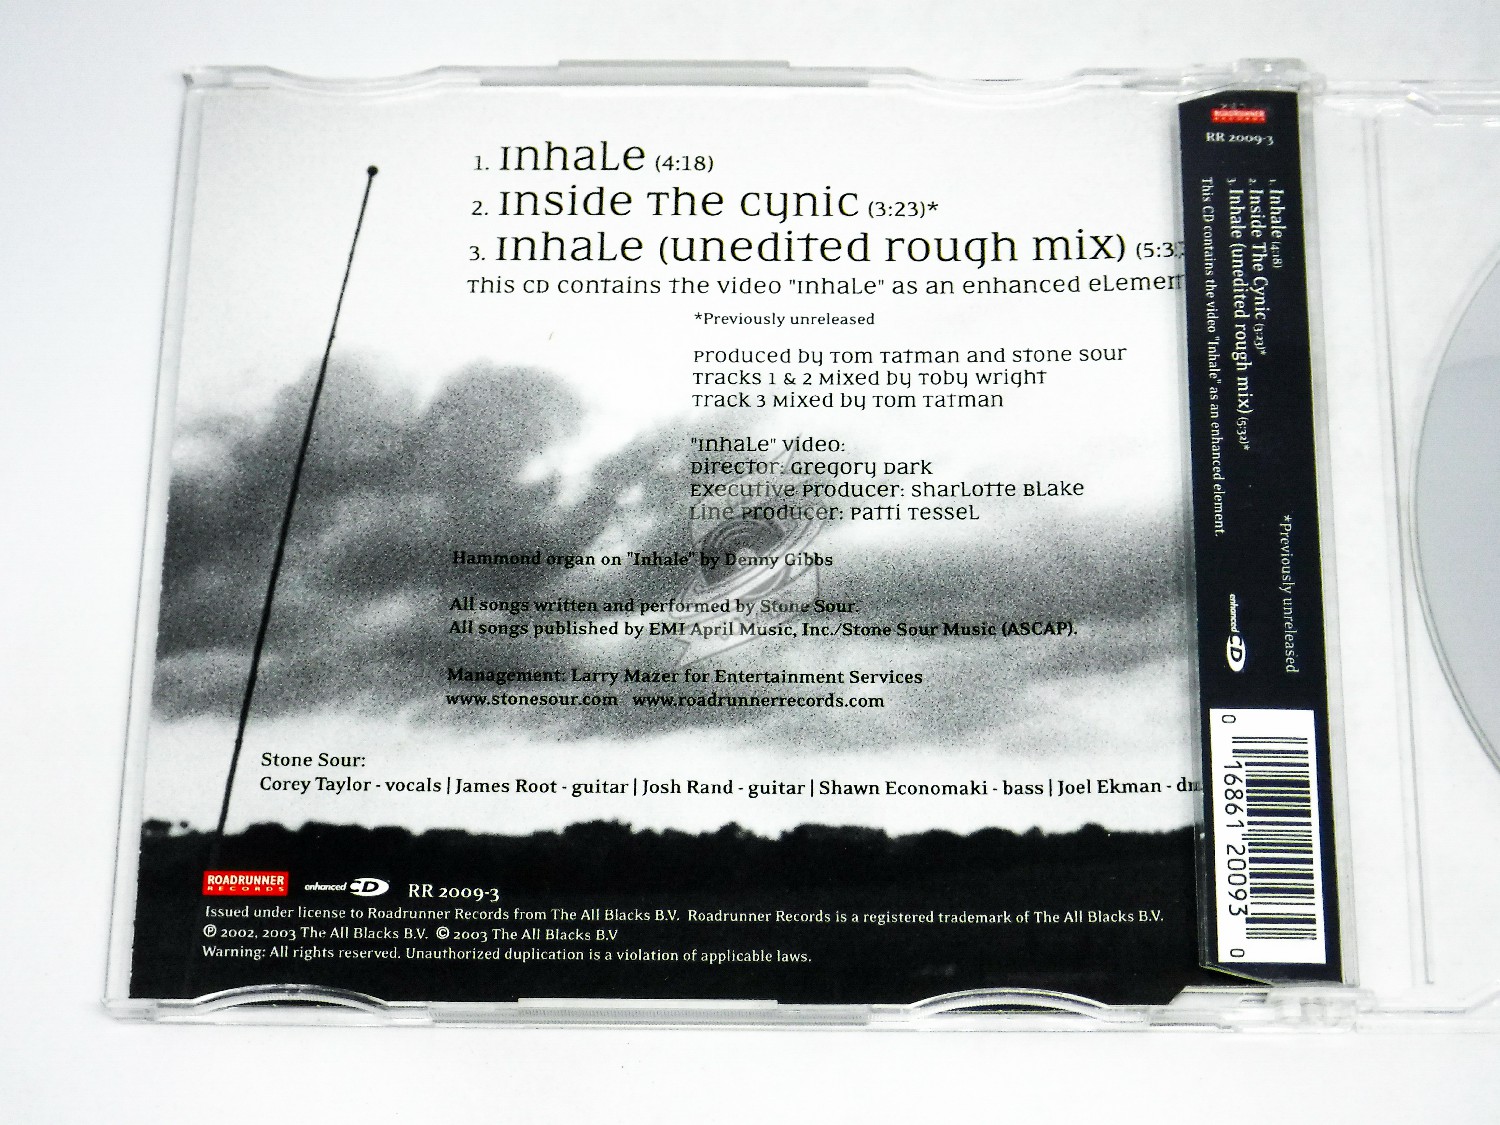 1. Inhale (4:18)
2. Inside The Cynic (3:23)*
3. Inhale (unedited rough mix) (5:3
This CD contains the video "Inhale" as an enhanced
*Previously unreleased
Produced by Tom Tatman and Stone Sour
Tracks 1 & 2 Mixed by Toby Wright
Track 3 Mixed by Tom Tatman
"Inhale" video:
Director: Gregory Dark
Executive Producer: Sharlotte Blake
Line Producer: Patti Tessel
Hammond organ on "Inhale" by Denny Gibbs
All songs written and performed by Stone Sour.
All songs published by EMI April Music, Inc./Stone Sour Music (ASCAP).
Management: Larry Mazer for Entertainment Services
www.stonesour.com www.roadrunnerrecords.com
Stone Sour:
Corey Taylor - vocals | James Root - guitar | Josh Rand - guitar | Shawn Economaki - bass | Joel Ekman -
ROADRUNNER
RECORDS
enhanced CD
RR 2009-3
Issued under license to Roadrunner Records from The All Blacks B.V. Roadrunner Records is a registered trademark of The All Blacks B.V.
℗ 2002, 2003 The All Blacks B.V. © 2003 The All Blacks B.V
Warning: All rights reserved. Unauthorized duplication is a violation of applicable laws.
ROADRUNNER
RECORDS
RR 2009-3
1. Inhale (4:18)
2. Inside The Cynic (3:23)*
3. Inhale (unedited rough mix) (5:32)*
This CD contains the video "Inhale" as an enhanced element.
*Previously unreleased
enhanced CD
0 16861 20093 0